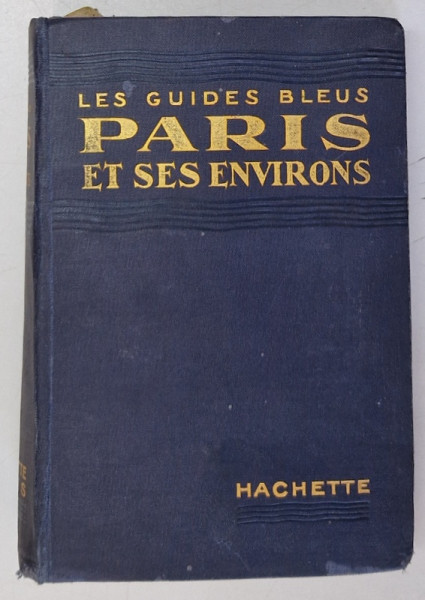 LES GUIDES BLEUS
PARIS
ET SES ENVIRONS
HACHETTE